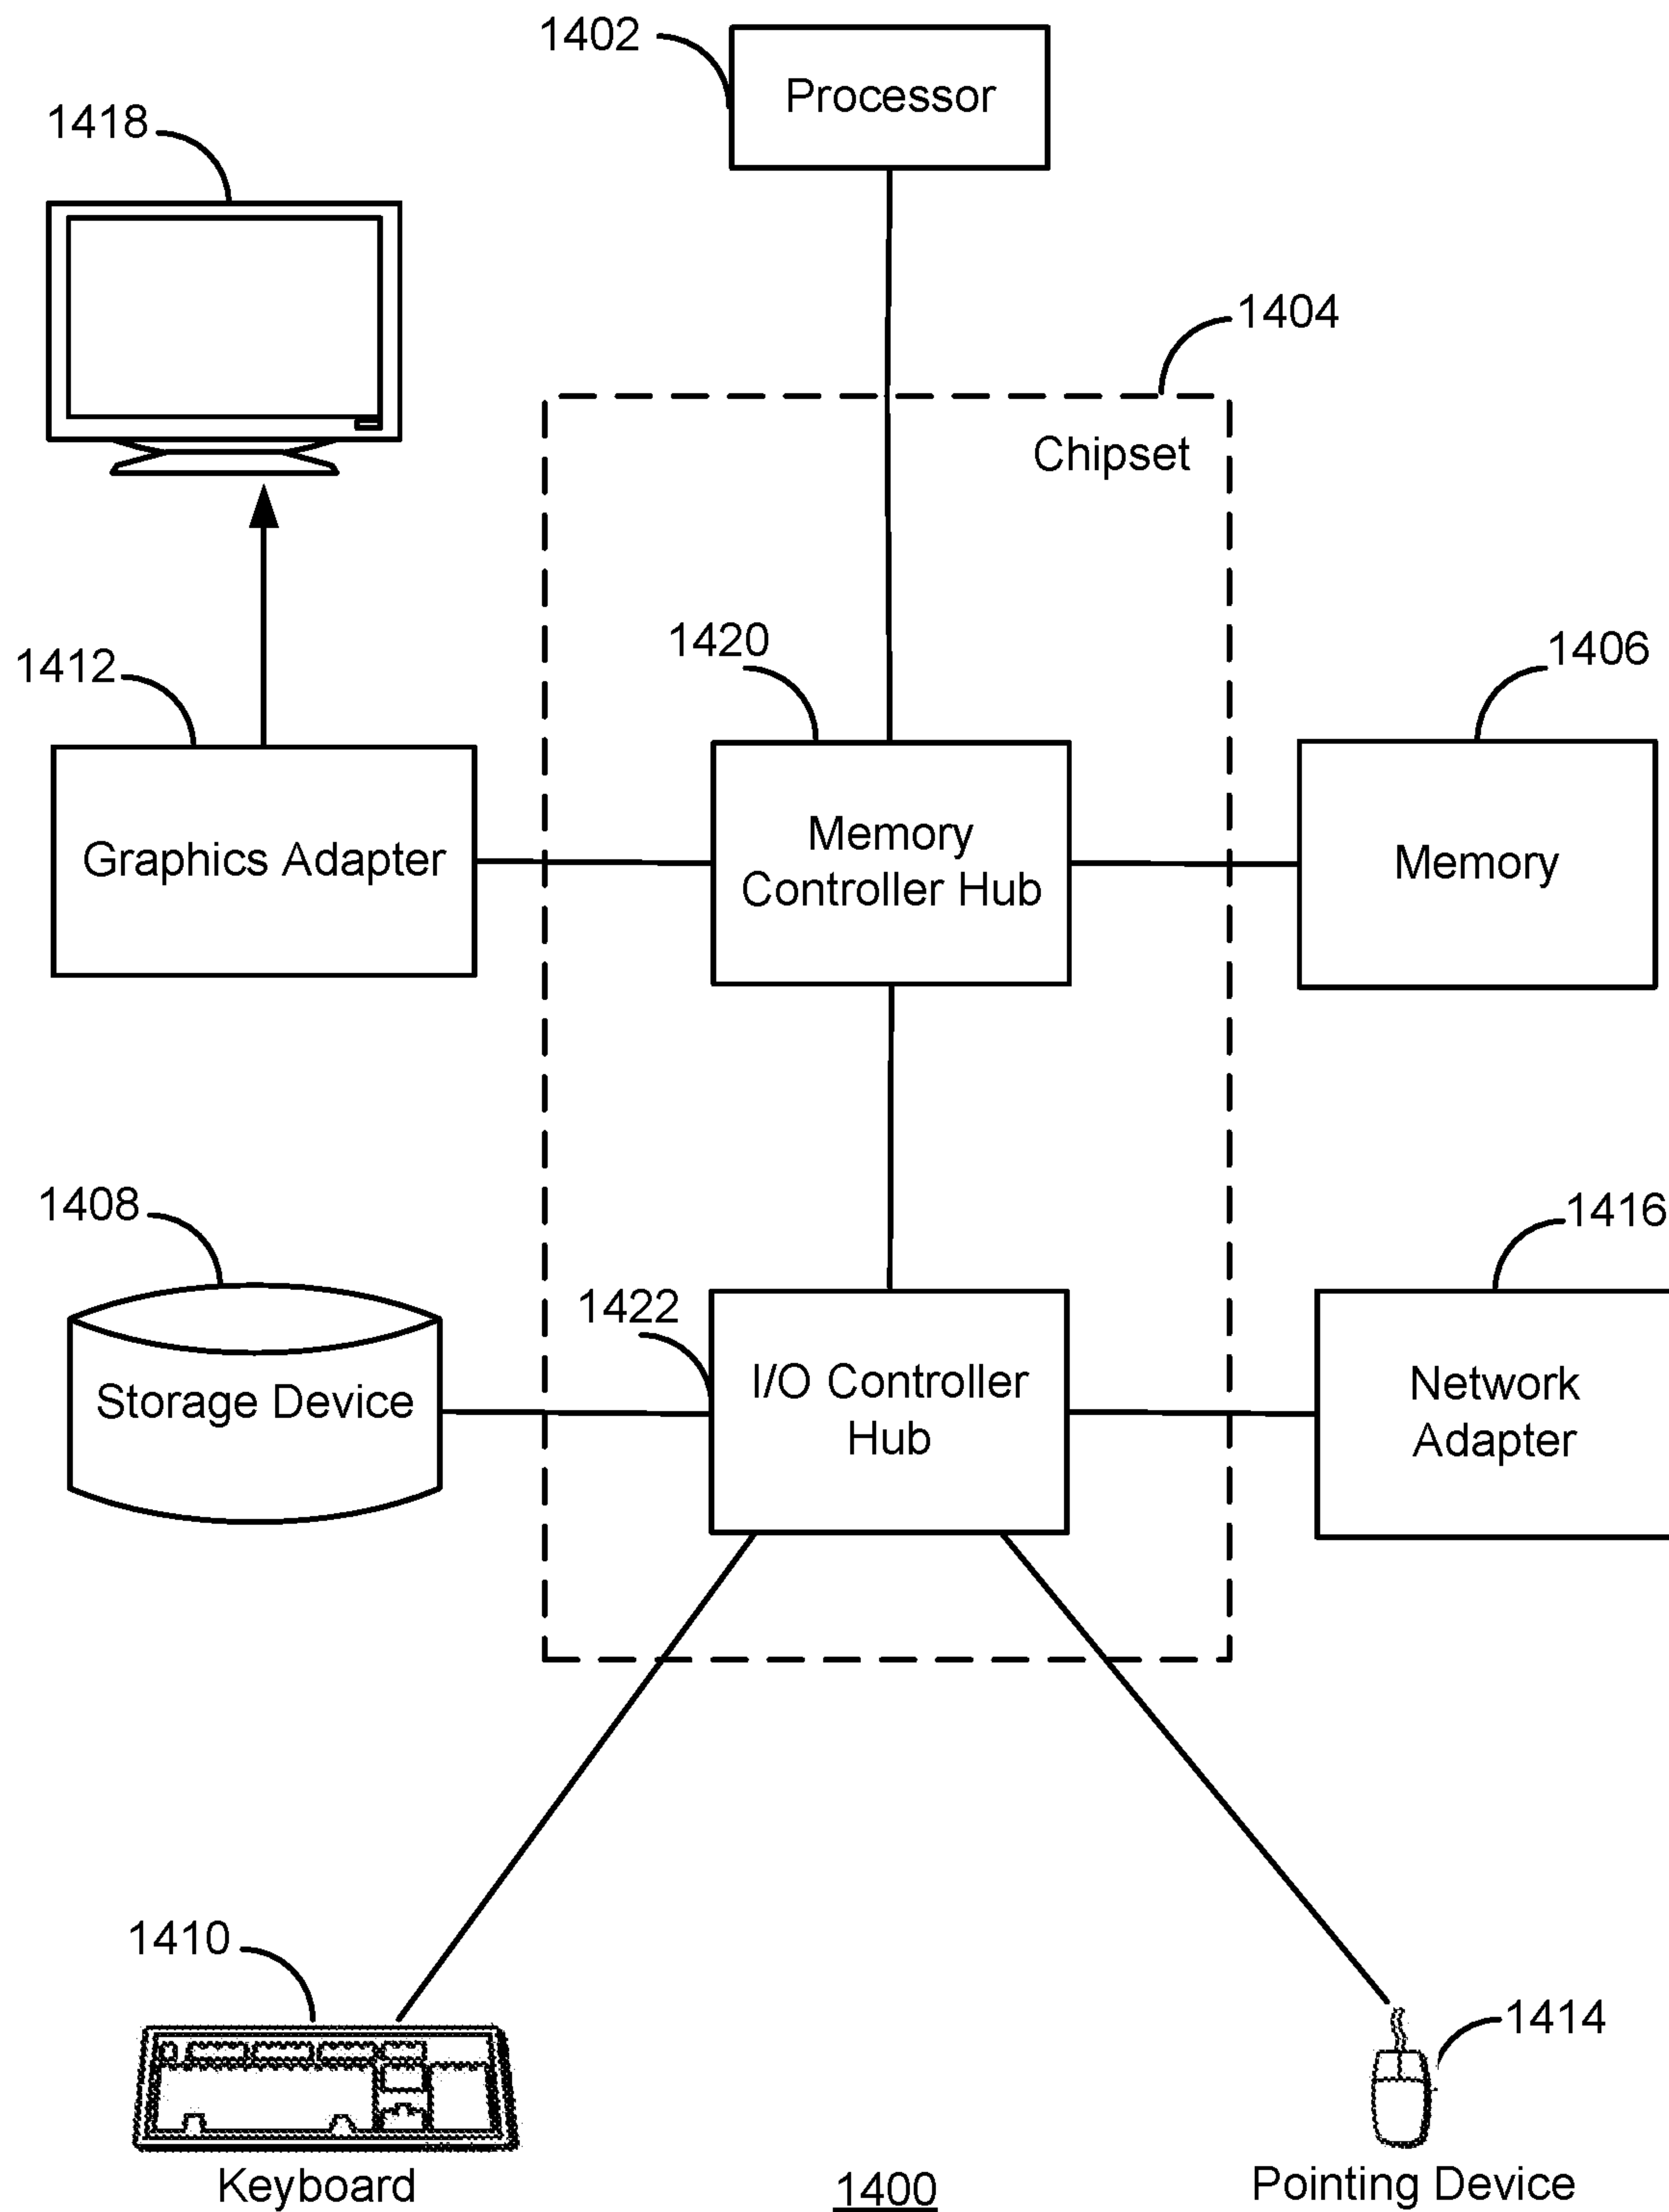 1402
Processor
1418
1404
Chipset
1420
1406
1412
Memory
Controller Hub
Graphics Adapter
Memory
1408
1416
1422
I/O Controller
Hub
Storage Device
Network
Adapter
1410
1414
Keyboard
1400
Pointing Device